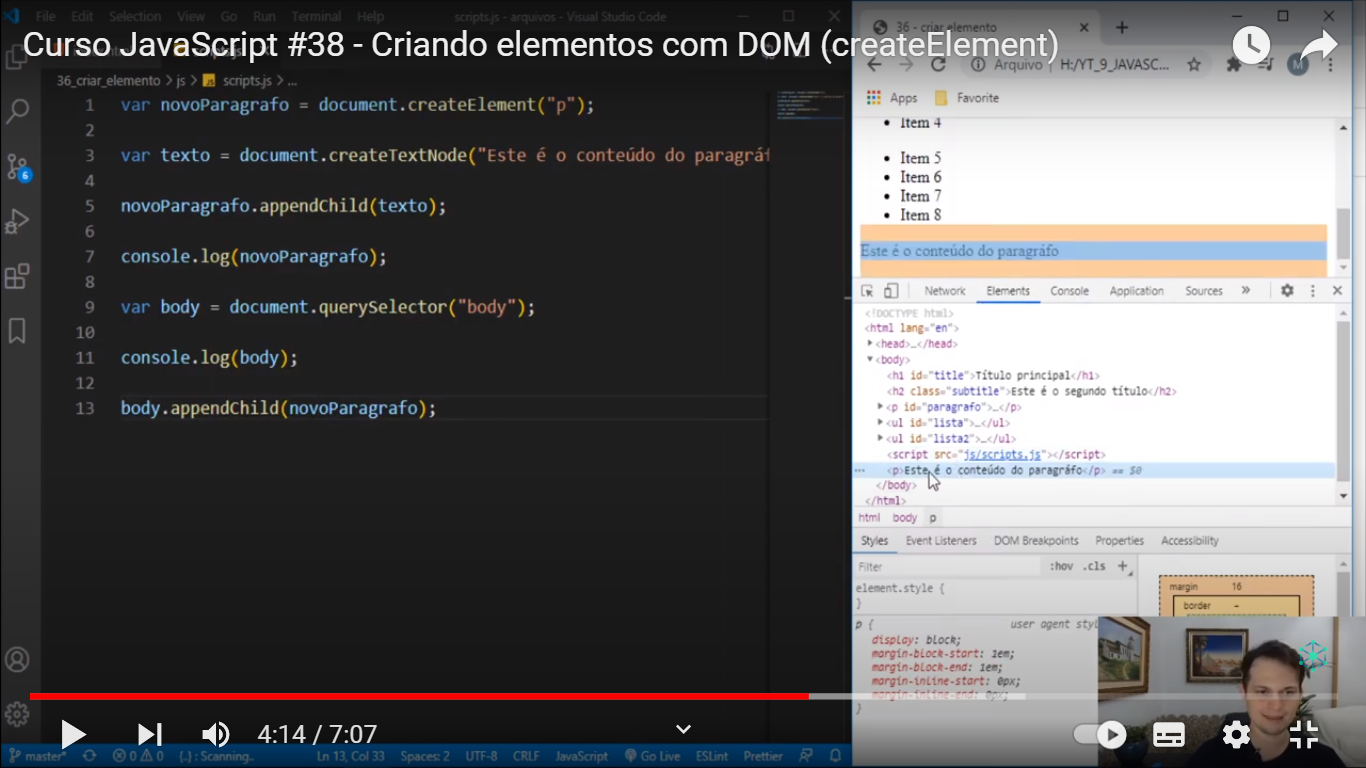 File Edit Selection View Go Run Terminal Help scripts.js - arquivos - Visual Studio Code
36 - criar elemento
Curso JavaScript #38 - Criando elementos com DOM (createElement)
36_criar_elemento > js > scripts.js > ...
Arquivo H:/YT_9_JAVASC... M
Apps Favorite
1 var novoParagrafo = document.createElement("p");
2
3 var texto = document.createTextNode("Este é o conteúdo do paragráf
4
5 novoParagrafo.appendChild(texto);
6
7 console.log(novoParagrafo);
8
9 var body = document.querySelector("body");
10
11 console.log(body);
12
13 body.appendChild(novoParagrafo);
6
• Item 4
• Item 5
• Item 6
• Item 7
• Item 8
Este é o conteúdo do paragráfo
Network Elements Console Application Sources »
<!DOCTYPE html>
<html lang="en">
<head>…</head>
<body>
<h1 id="title">Título principal</h1>
<h2 class="subtitle">Este é o segundo título</h2>
<p id="paragrafo">…</p>
<ul id="lista">…</ul>
<ul id="lista2">…</ul>
<script src="js/scripts.js"></script>
<p>Este é o conteúdo do paragráfo</p> == $0
</body>
</html>
html body p
Styles Event Listeners DOM Breakpoints Properties Accessibility
Filter :hov .cls +
element.style {
}
margin 16
border –
p { user agent styl
display: block;
margin-block-start: 1em;
margin-block-end: 1em;
margin-inline-start: 0px;
margin-inline-end: 0px;
}
4:14 / 7:07
master* 0 0 {..} : Scanning.. Ln 13, Col 33 Spaces: 2 UTF-8 CRLF JavaScript Go Live ESLint Prettier